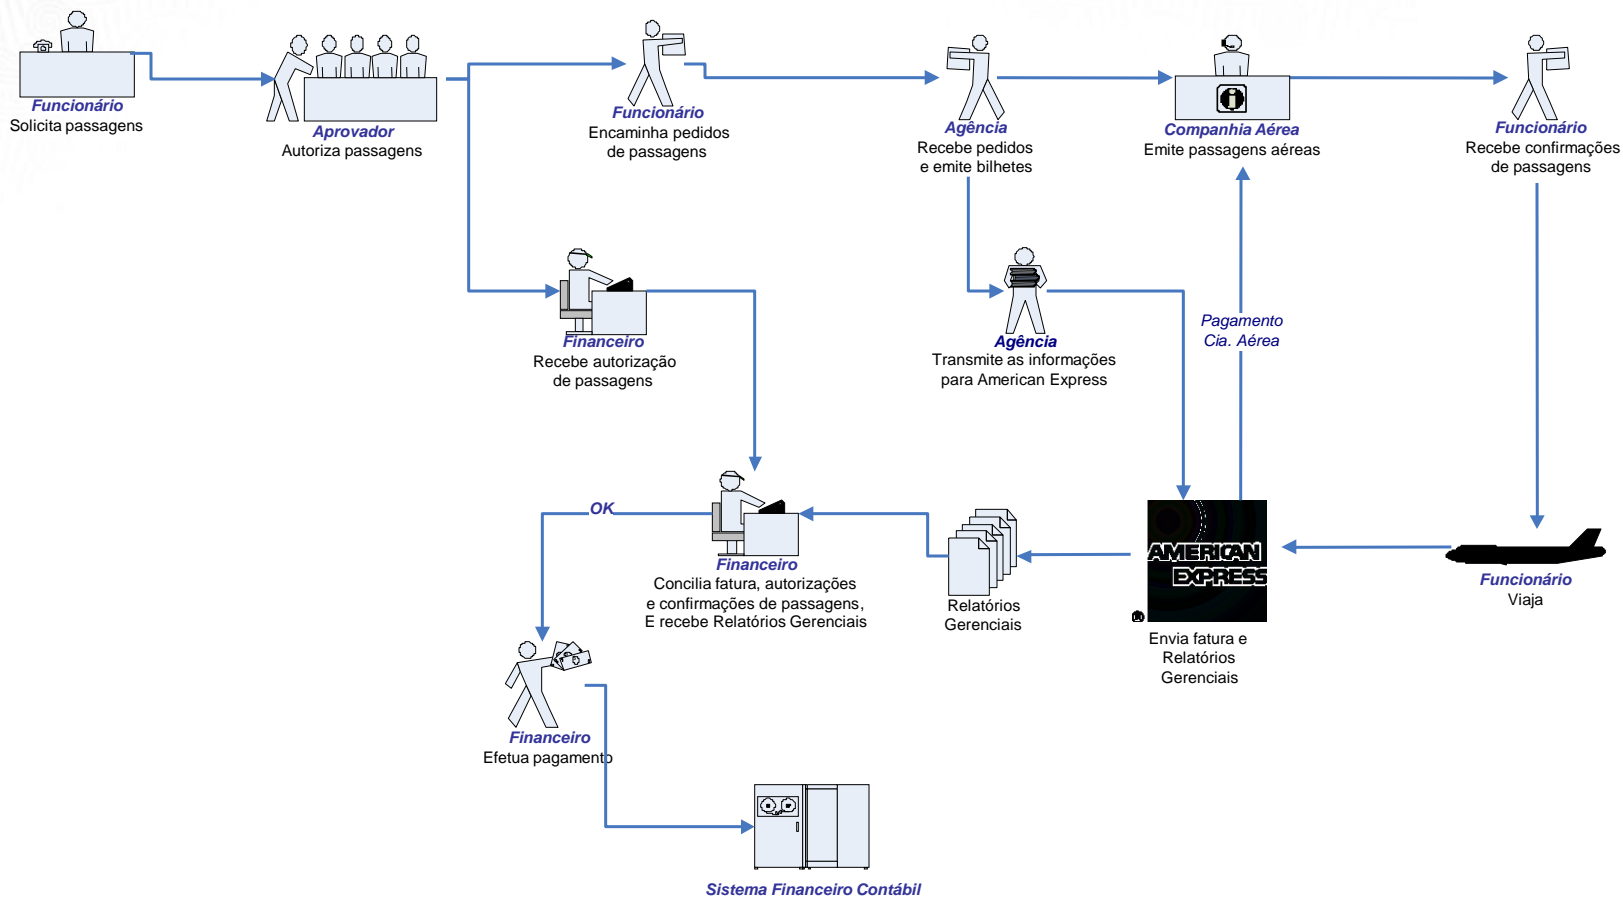 Funcionário
Solicita passagens
Aprovador
Autoriza passagens
Funcionário
Encaminha pedidos
de passagens
Agência
Recebe pedidos
e emite bilhetes
Companhia Aérea
Emite passagens aéreas
Funcionário
Recebe confirmações
de passagens
Financeiro
Recebe autorização
de passagens
Agência
Transmite as informações
para American Express
Pagamento
Cia. Aérea
OK
Financeiro
Concilia fatura, autorizações
e confirmações de passagens,
E recebe Relatórios Gerenciais
Relatórios
Gerenciais
AMERICAN
EXPRESS
®
Envia fatura e
Relatórios
Gerenciais
Funcionário
Viaja
Financeiro
Efetua pagamento
Sistema Financeiro Contábil